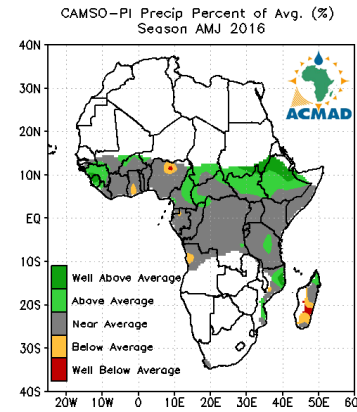 CAMSO-PI Precip Percent of Avg. (%)
Season AMJ 2016
40N
ACMAD
30N
20N
10N
EQ
10S
Well Above Average
Above Average
20S
Near Average
Below Average
30S
Well Below Average
40S
20W 10W 0 10E 20E 30E 40E 50E 60